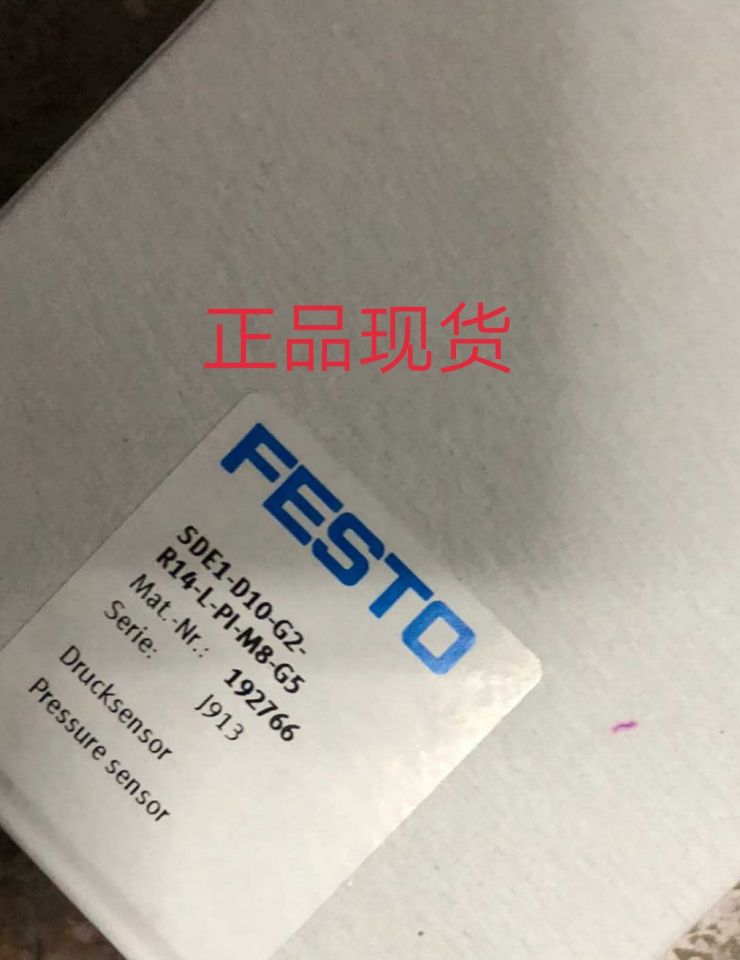 正品现货
FESTO
SDE1-D10-G2-
R14-L-PI-M8-G5
Mat.-Nr.: 192766
Serie: J913
Drucksensor
Pressure sensor